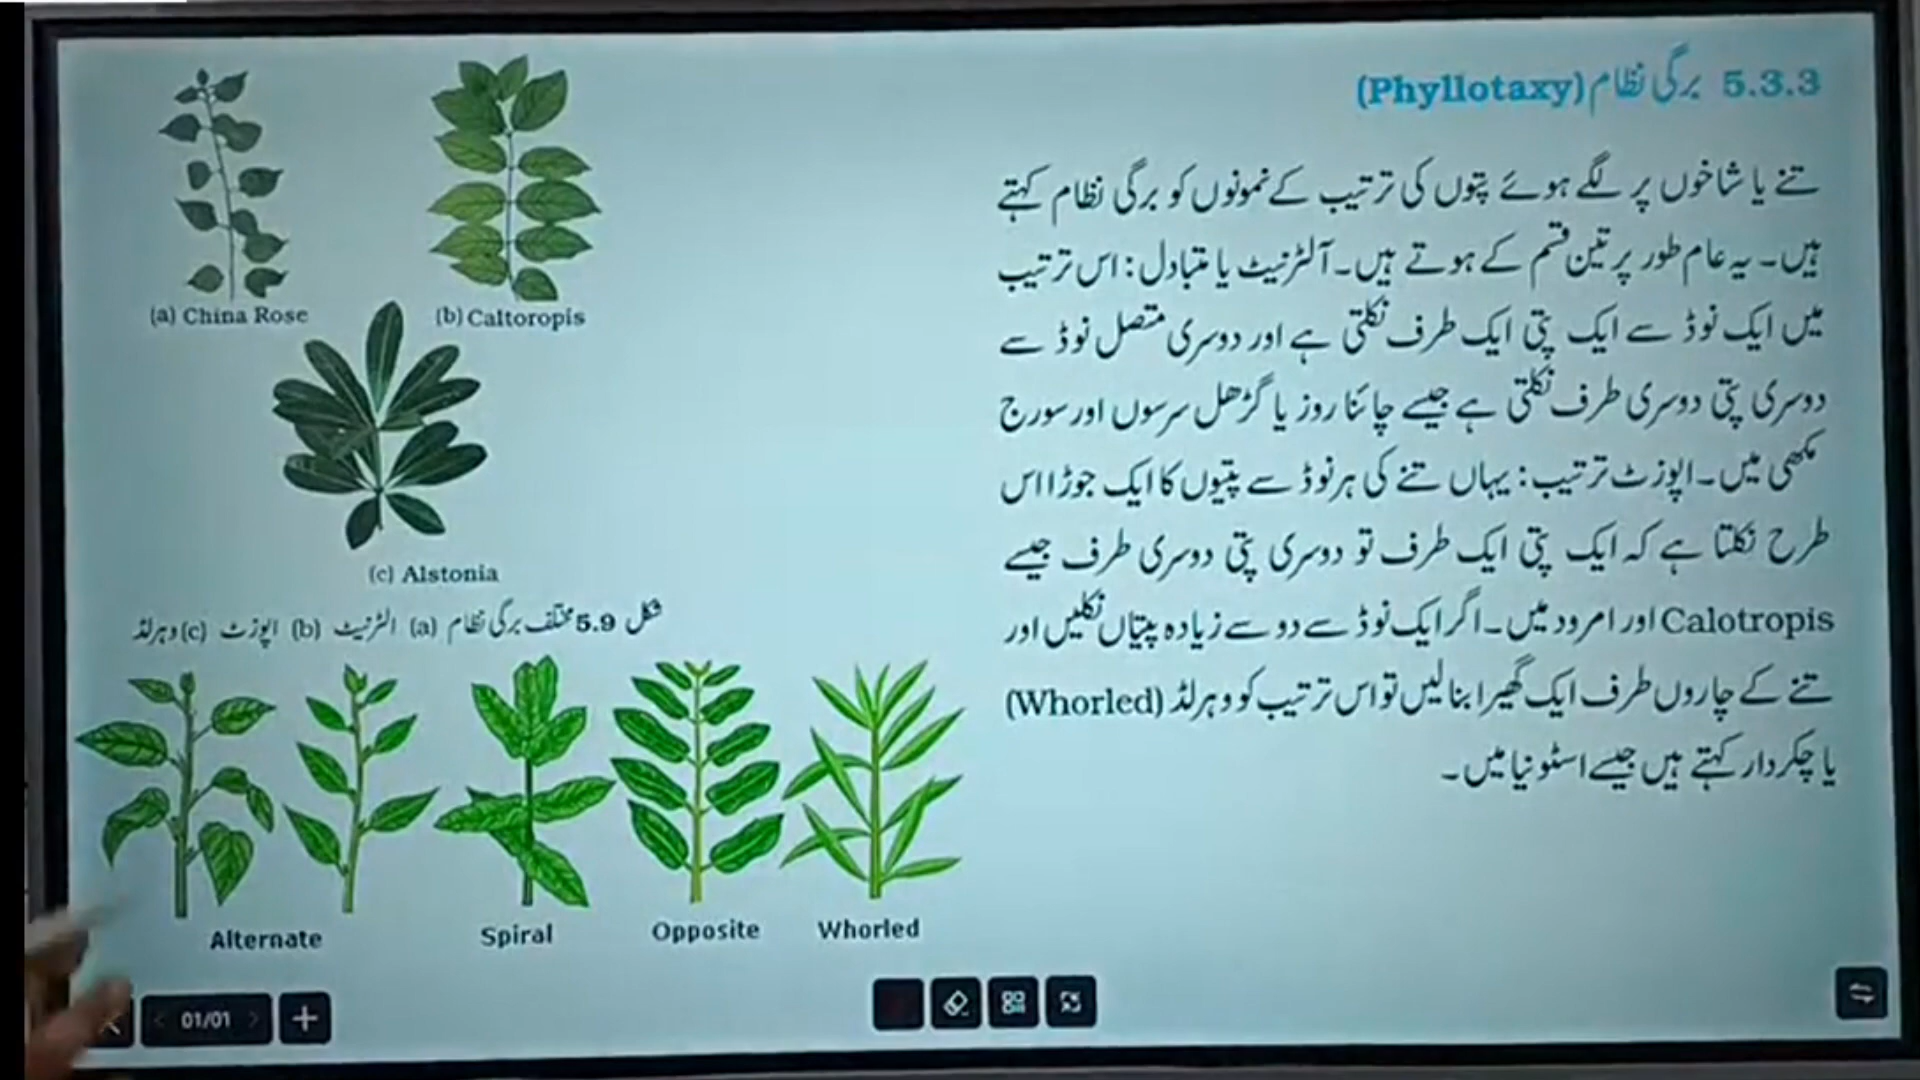 5.3.3 برگی نظام (Phyllotaxy)
تنے یا شاخوں پر لگے ہوئے پتوں کی ترتیب کے نمونوں کو برگی نظام کہتے
ہیں۔ یہ عام طور پر تین قسم کے ہوتے ہیں۔ آلٹرنیٹ یا متبادل: اس ترتیب
میں ایک نوڈ سے ایک پتی ایک طرف نکلتی ہے اور دوسری متصل نوڈ سے
دوسری پتی دوسری طرف نکلتی ہے جیسے چائنا روز یا گڑھل سرسوں اور سورج
مکھی میں۔ اپوزٹ ترتیب: یہاں تنے کی ہر نوڈ سے پتیوں کا ایک جوڑا اس
طرح نکلتا ہے کہ ایک پتی ایک طرف تو دوسری پتی دوسری طرف جیسے
Calotropis اور امرود میں۔ اگر ایک نوڈ سے دو سے زیادہ پتیاں نکلیں اور
تنے کے چاروں طرف ایک گھیرا بنا لیں تو اس ترتیب کو وہرلڈ (Whorled)
یا چکردار کہتے ہیں جیسے اسٹونیا میں۔
(a) China Rose
(b) Caltoropis
(c) Alstonia
شکل 5.9 مختلف برگی نظام (a) الٹرنیٹ (b) اپوزٹ (c) وہرلڈ
Alternate
Spiral
Opposite
Whorled
01/01